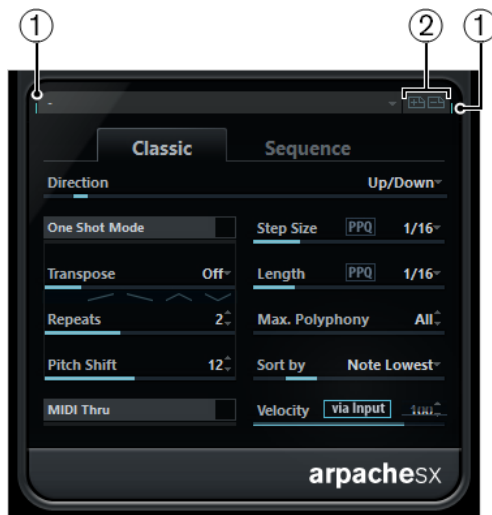 1 2 1
-
Classic Sequence
Direction Up/Down
One Shot Mode Step Size PPQ 1/16
Transpose Off Length PPQ 1/16
Repeats 2 Max. Polyphony All
Pitch Shift 12 Sort by Note Lowest
MIDI Thru Velocity via Input 100
arpacheSX